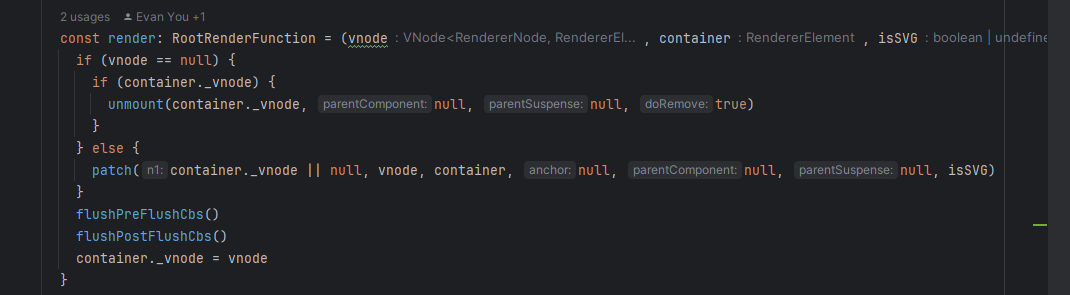 2 usages Evan You +1
const render: RootRenderFunction = (vnode : VNode<RendererNode, RendererEl... , container : RendererElement , isSVG : boolean | undefine
if (vnode == null) {
if (container._vnode) {
unmount(container._vnode, parentComponent: null, parentSuspense: null, doRemove: true)
}
} else {
patch( n1: container._vnode || null, vnode, container, anchor: null, parentComponent: null, parentSuspense: null, isSVG)
}
flushPreFlushCbs()
flushPostFlushCbs()
container._vnode = vnode
}